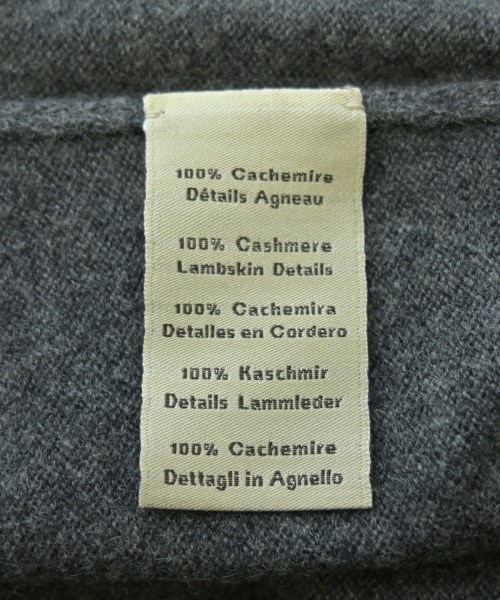 100% Cachemire
Détails Agneau
100% Cashmere
Lambskin Details
100% Cachemira
Detalles en Cordero
100% Kaschmir
Details Lammleder
100% Cachemire
Dettagli in Agnello